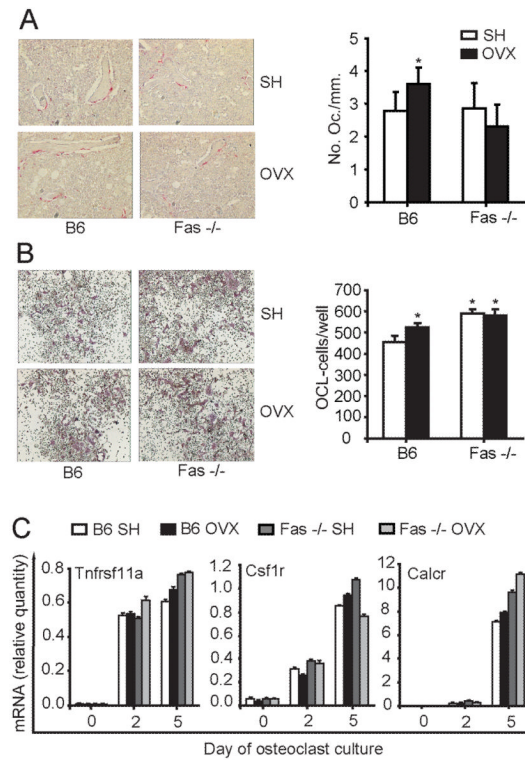 A
SH
OVX
B6
Fas -/-
SH
OVX
*
No. Oc./mm.
5
4
3
2
1
0
B6
Fas -/-
B
SH
OVX
B6
Fas -/-
OCL-cells/well
700
600
500
400
300
200
100
0
*
* *
B6
Fas -/-
C
B6 SH
B6 OVX
Fas -/- SH
Fas -/- OVX
mRNA (relative quantity)
Tnfrsf11a
0.8
0.6
0.4
0.2
0.0
0 2 5
Csf1r
1.2
1.0
0.8
0.6
0.4
0.2
0.0
0 2 5
Calcr
12
10
8
6
4
2
0
0 2 5
Day of osteoclast culture